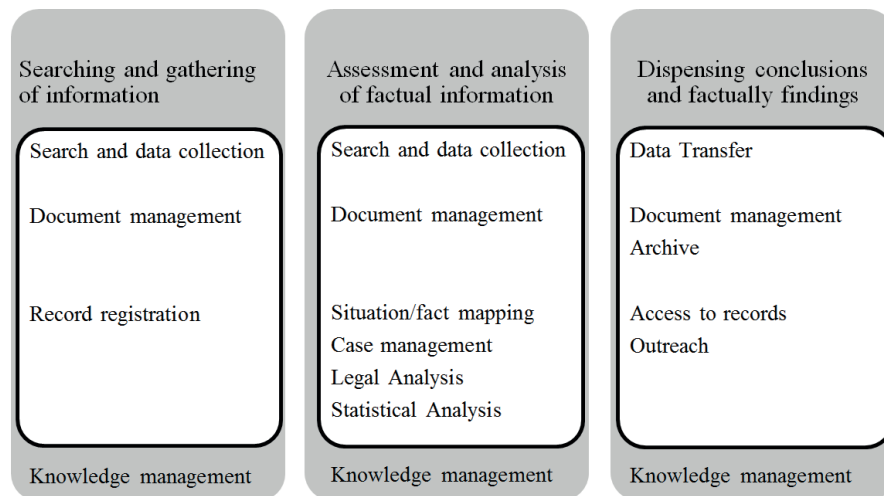 Searching and gathering
of information
Search and data collection
Document management
Record registration
Knowledge management
Assessment and analysis
of factual information
Search and data collection
Document management
Situation/fact mapping
Case management
Legal Analysis
Statistical Analysis
Knowledge management
Dispensing conclusions
and factually findings
Data Transfer
Document management
Archive
Access to records
Outreach
Knowledge management